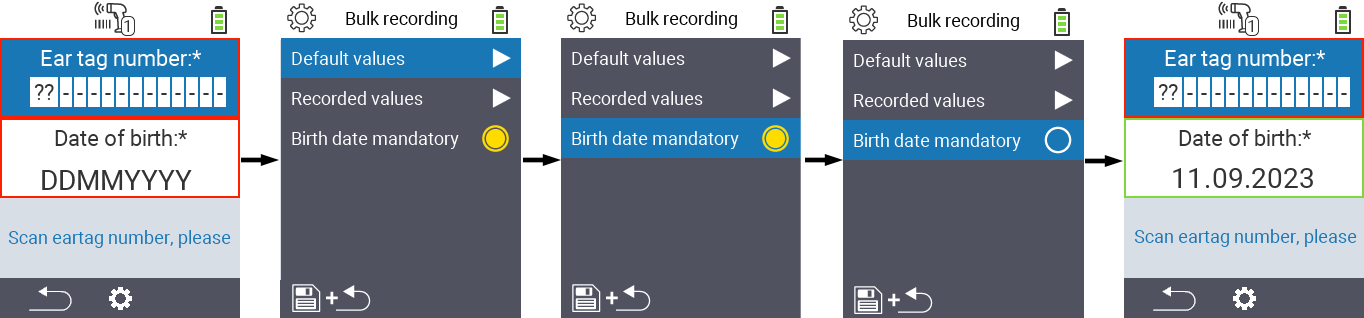 1
Ear tag number:*
??------------
Date of birth:*
DDMMYYYY
Scan eartag number, please
Bulk recording
Default values
Recorded values
Birth date mandatory
+
Bulk recording
Default values
Recorded values
Birth date mandatory
+
Bulk recording
Default values
Recorded values
Birth date mandatory
+
1
Ear tag number:*
??------------
Date of birth:*
11.09.2023
Scan eartag number, please